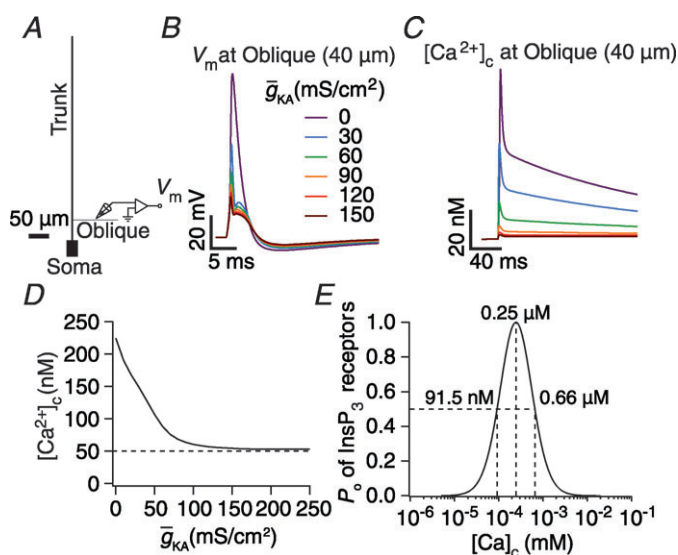 A
Trunk
V
m
50 µm
Oblique
Soma
B
Vm at Oblique (40 µm)
g̅KA(mS/cm²)
0
30
60
90
120
150
20 mV
5 ms
C
[Ca²⁺]c at Oblique (40 µm)
20 nM
40 ms
D
[Ca²⁺]c (nM)
250
200
150
100
50
0
0 50 100 150 200 250
g̅KA(mS/cm²)
E
0.25 µM
91.5 nM
0.66 µM
Po of InsP3 receptors
1.0
0.8
0.6
0.4
0.2
0.0
10⁻⁶ 10⁻⁵ 10⁻⁴ 10⁻³ 10⁻² 10⁻¹
[Ca]c (mM)